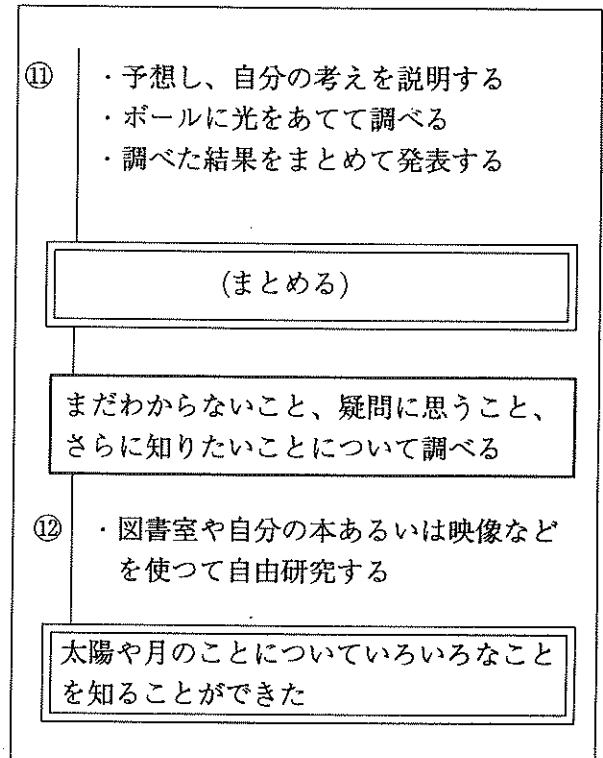 ⑪ ・予想し、自分の考えを説明する
・ボールに光をあてて調べる
・調べた結果をまとめて発表する
(まとめる)
まだわからないこと、疑問に思うこと、
さらに知りたいことについて調べる
⑫ ・図書室や自分の本あるいは映像など
を使つて自由研究する
太陽や月のことについていろいろなこと
を知ることができた